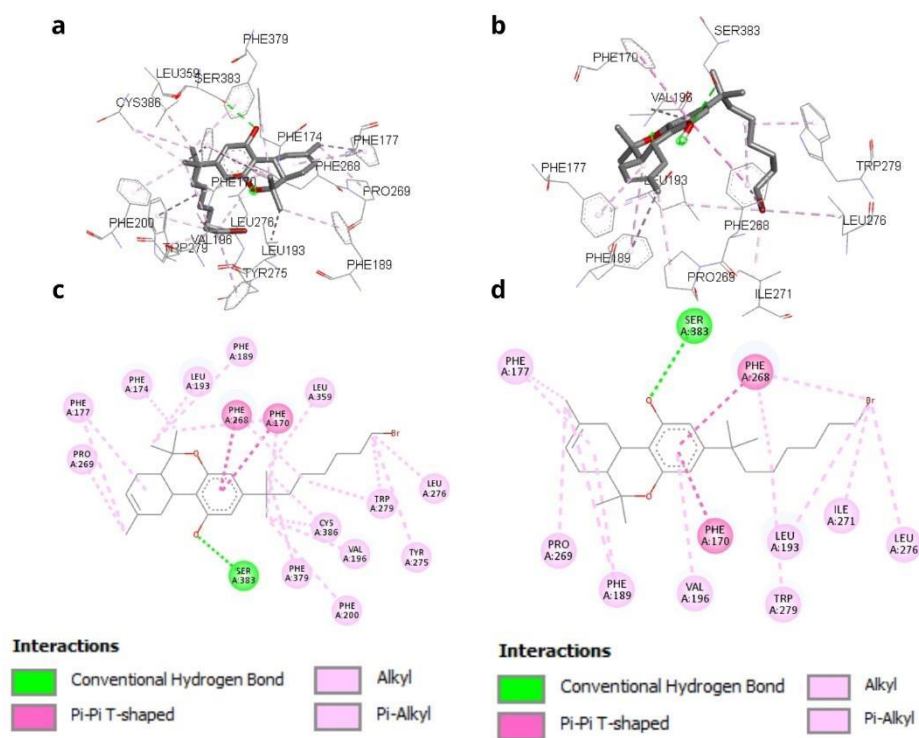 a
PHE379
LEU359
SER383
CYS386
PHE174
PHE177
PHE268
PHE170
PRO269
PHE200
LEU276
TRP279
VAL196
LEU193
PHE189
TYR275
b
SER383
PHE170
VAL196
TRP279
PHE177
LEU193
LEU276
PHE268
PHE189
PRO269
ILE271
c
PHE
A:189
PHE
A:174
LEU
A:193
LEU
A:359
PHE
A:177
PHE
A:268
PHE
A:170
PRO
A:269
O
Br
LEU
A:276
TRP
A:279
CYS
A:386
VAL
A:196
TYR
A:275
O
SER
A:383
PHE
A:379
PHE
A:200
Interactions
Conventional Hydrogen Bond
Pi-Pi T-shaped
Alkyl
Pi-Alkyl
d
SER
A:383
PHE
A:177
PHE
A:268
O
Br
O
PHE
A:170
PRO
A:269
LEU
A:193
ILE
A:271
LEU
A:276
PHE
A:189
VAL
A:196
TRP
A:279
Interactions
Conventional Hydrogen Bond
Pi-Pi T-shaped
Alkyl
Pi-Alkyl